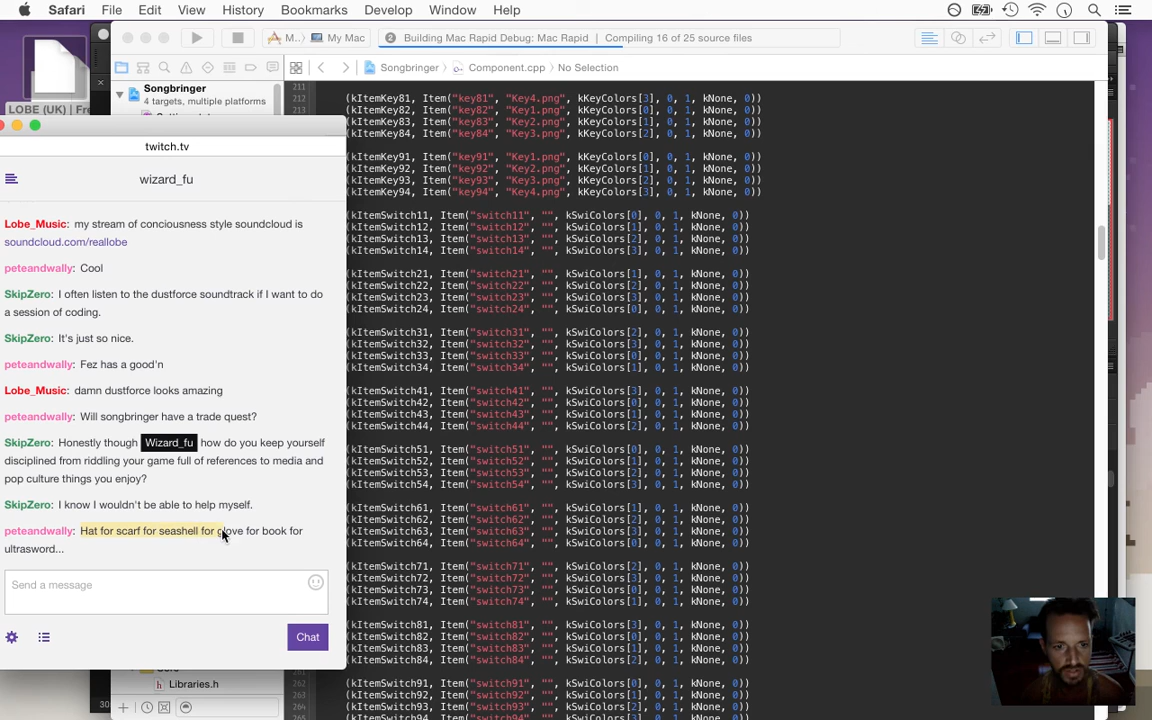 Safari File Edit View History Bookmarks Develop Window Help
M.. My Mac
2 Building Mac Rapid Debug: Mac Rapid | Compiling 16 of 25 source files
Songbringer Component.cpp No Selection
Songbringer
4 targets, multiple platforms
LOBE (UK) | Fre
twitch.tv
wizard_fu
Lobe_Music: my stream of conciousness style soundcloud is
soundcloud.com/reallobe
peteandwally: Cool
SkipZero: I often listen to the dustforce soundtrack if I want to do
a session of coding.
SkipZero: It's just so nice.
peteandwally: Fez has a good'n
Lobe_Music: damn dustforce looks amazing
peteandwally: Will songbringer have a trade quest?
SkipZero: Honestly though Wizard_fu how do you keep yourself
disciplined from riddling your game full of references to media and
pop culture things you enjoy?
SkipZero: I know I wouldn't be able to help myself.
peteandwally: Hat for scarf for seashell for glove for book for
ultrasword...
Send a message
Chat
Libraries.h
30
211
212 (kItemKey81, Item("key81", "Key4.png", kKeyColors[3], 0, 1, kNone, 0))
213 (kItemKey82, Item("key82", "Key1.png", kKeyColors[0], 0, 1, kNone, 0))
(kItemKey83, Item("key83", "Key2.png", kKeyColors[1], 0, 1, kNone, 0))
(kItemKey84, Item("key84", "Key3.png", kKeyColors[2], 0, 1, kNone, 0))
(kItemKey91, Item("key91", "Key1.png", kKeyColors[0], 0, 1, kNone, 0))
(kItemKey92, Item("key92", "Key2.png", kKeyColors[1], 0, 1, kNone, 0))
(kItemKey93, Item("key93", "Key3.png", kKeyColors[2], 0, 1, kNone, 0))
(kItemKey94, Item("key94", "Key4.png", kKeyColors[3], 0, 1, kNone, 0))
(kItemSwitch11, Item("switch11", "", kSwiColors[0], 0, 1, kNone, 0))
(kItemSwitch12, Item("switch12", "", kSwiColors[1], 0, 1, kNone, 0))
(kItemSwitch13, Item("switch13", "", kSwiColors[2], 0, 1, kNone, 0))
(kItemSwitch14, Item("switch14", "", kSwiColors[3], 0, 1, kNone, 0))
(kItemSwitch21, Item("switch21", "", kSwiColors[1], 0, 1, kNone, 0))
(kItemSwitch22, Item("switch22", "", kSwiColors[2], 0, 1, kNone, 0))
(kItemSwitch23, Item("switch23", "", kSwiColors[3], 0, 1, kNone, 0))
(kItemSwitch24, Item("switch24", "", kSwiColors[0], 0, 1, kNone, 0))
(kItemSwitch31, Item("switch31", "", kSwiColors[2], 0, 1, kNone, 0))
(kItemSwitch32, Item("switch32", "", kSwiColors[3], 0, 1, kNone, 0))
(kItemSwitch33, Item("switch33", "", kSwiColors[0], 0, 1, kNone, 0))
(kItemSwitch34, Item("switch34", "", kSwiColors[1], 0, 1, kNone, 0))
(kItemSwitch41, Item("switch41", "", kSwiColors[3], 0, 1, kNone, 0))
(kItemSwitch42, Item("switch42", "", kSwiColors[0], 0, 1, kNone, 0))
(kItemSwitch43, Item("switch43", "", kSwiColors[1], 0, 1, kNone, 0))
(kItemSwitch44, Item("switch44", "", kSwiColors[2], 0, 1, kNone, 0))
(kItemSwitch51, Item("switch51", "", kSwiColors[0], 0, 1, kNone, 0))
(kItemSwitch52, Item("switch52", "", kSwiColors[1], 0, 1, kNone, 0))
(kItemSwitch53, Item("switch53", "", kSwiColors[2], 0, 1, kNone, 0))
(kItemSwitch54, Item("switch54", "", kSwiColors[3], 0, 1, kNone, 0))
(kItemSwitch61, Item("switch61", "", kSwiColors[1], 0, 1, kNone, 0))
(kItemSwitch62, Item("switch62", "", kSwiColors[2], 0, 1, kNone, 0))
(kItemSwitch63, Item("switch63", "", kSwiColors[3], 0, 1, kNone, 0))
(kItemSwitch64, Item("switch64", "", kSwiColors[0], 0, 1, kNone, 0))
(kItemSwitch71, Item("switch71", "", kSwiColors[2], 0, 1, kNone, 0))
(kItemSwitch72, Item("switch72", "", kSwiColors[3], 0, 1, kNone, 0))
(kItemSwitch73, Item("switch73", "", kSwiColors[0], 0, 1, kNone, 0))
(kItemSwitch74, Item("switch74", "", kSwiColors[1], 0, 1, kNone, 0))
(kItemSwitch81, Item("switch81", "", kSwiColors[3], 0, 1, kNone, 0))
(kItemSwitch82, Item("switch82", "", kSwiColors[0], 0, 1, kNone, 0))
(kItemSwitch83, Item("switch83", "", kSwiColors[1], 0, 1, kNone, 0))
(kItemSwitch84, Item("switch84", "", kSwiColors[2], 0, 1, kNone, 0))
262 (kItemSwitch91, Item("switch91", "", kSwiColors[0], 0, 1, kNone, 0))
263 (kItemSwitch92, Item("switch92", "", kSwiColors[1], 0, 1, kNone, 0))
264 (kItemSwitch93, Item("switch93", "", kSwiColors[2], 0, 1, kNone, 0))
265 (kItemSwitch94, Item("switch94", "", kSwiColors[3], 0, 1, kNone, 0))